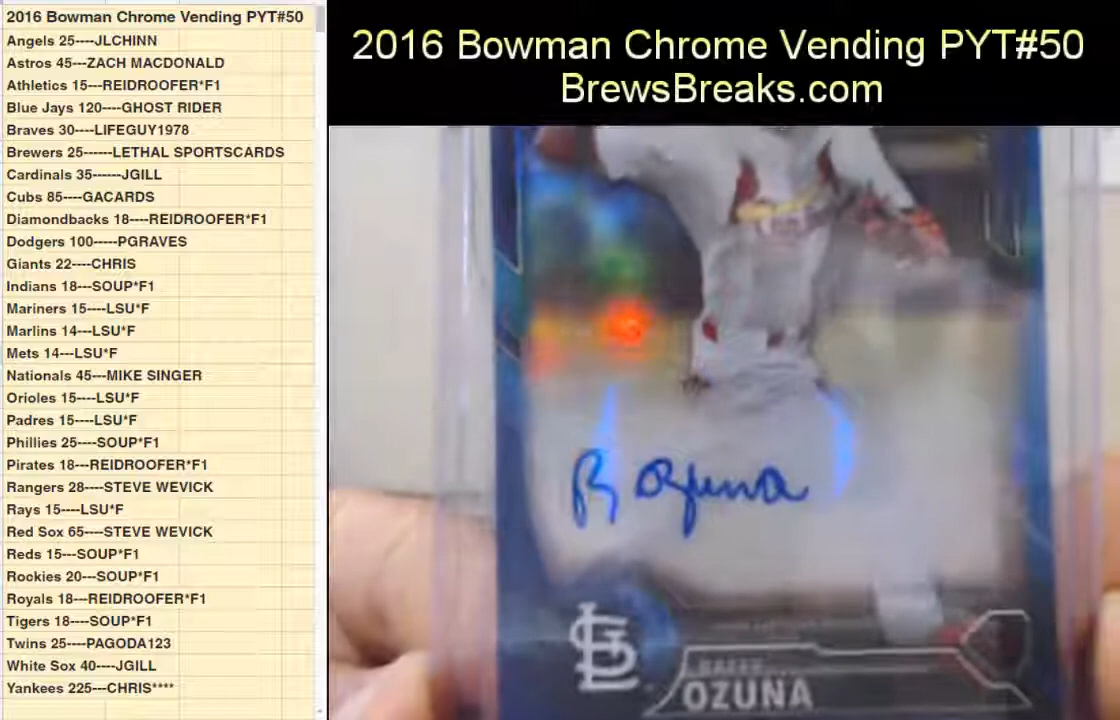 2016 Bowman Chrome Vending PYT#50
Angels 25----JLCHINN
Astros 45---ZACH MACDONALD
Athletics 15---REIDROOFER*F1
Blue Jays 120----GHOST RIDER
Braves 30----LIFEGUY1978
Brewers 25------LETHAL SPORTSCARDS
Cardinals 35------JGILL
Cubs 85----GACARDS
Diamondbacks 18----REIDROOFER*F1
Dodgers 100-----PGRAVES
Giants 22----CHRIS
Indians 18---SOUP*F1
Mariners 15----LSU*F
Marlins 14---LSU*F
Mets 14---LSU*F
Nationals 45---MIKE SINGER
Orioles 15----LSU*F
Padres 15----LSU*F
Phillies 25----SOUP*F1
Pirates 18---REIDROOFER*F1
Rangers 28----STEVE WEVICK
Rays 15----LSU*F
Red Sox 65----STEVE WEVICK
Reds 15---SOUP*F1
Rockies 20---SOUP*F1
Royals 18---REIDROOFER*F1
Tigers 18----SOUP*F1
Twins 25----PAGODA123
White Sox 40----JGILL
Yankees 225---CHRIS****
2016 Bowman Chrome Vending PYT#50
BrewsBreaks.com
R Ozuna
STL
OZUNA